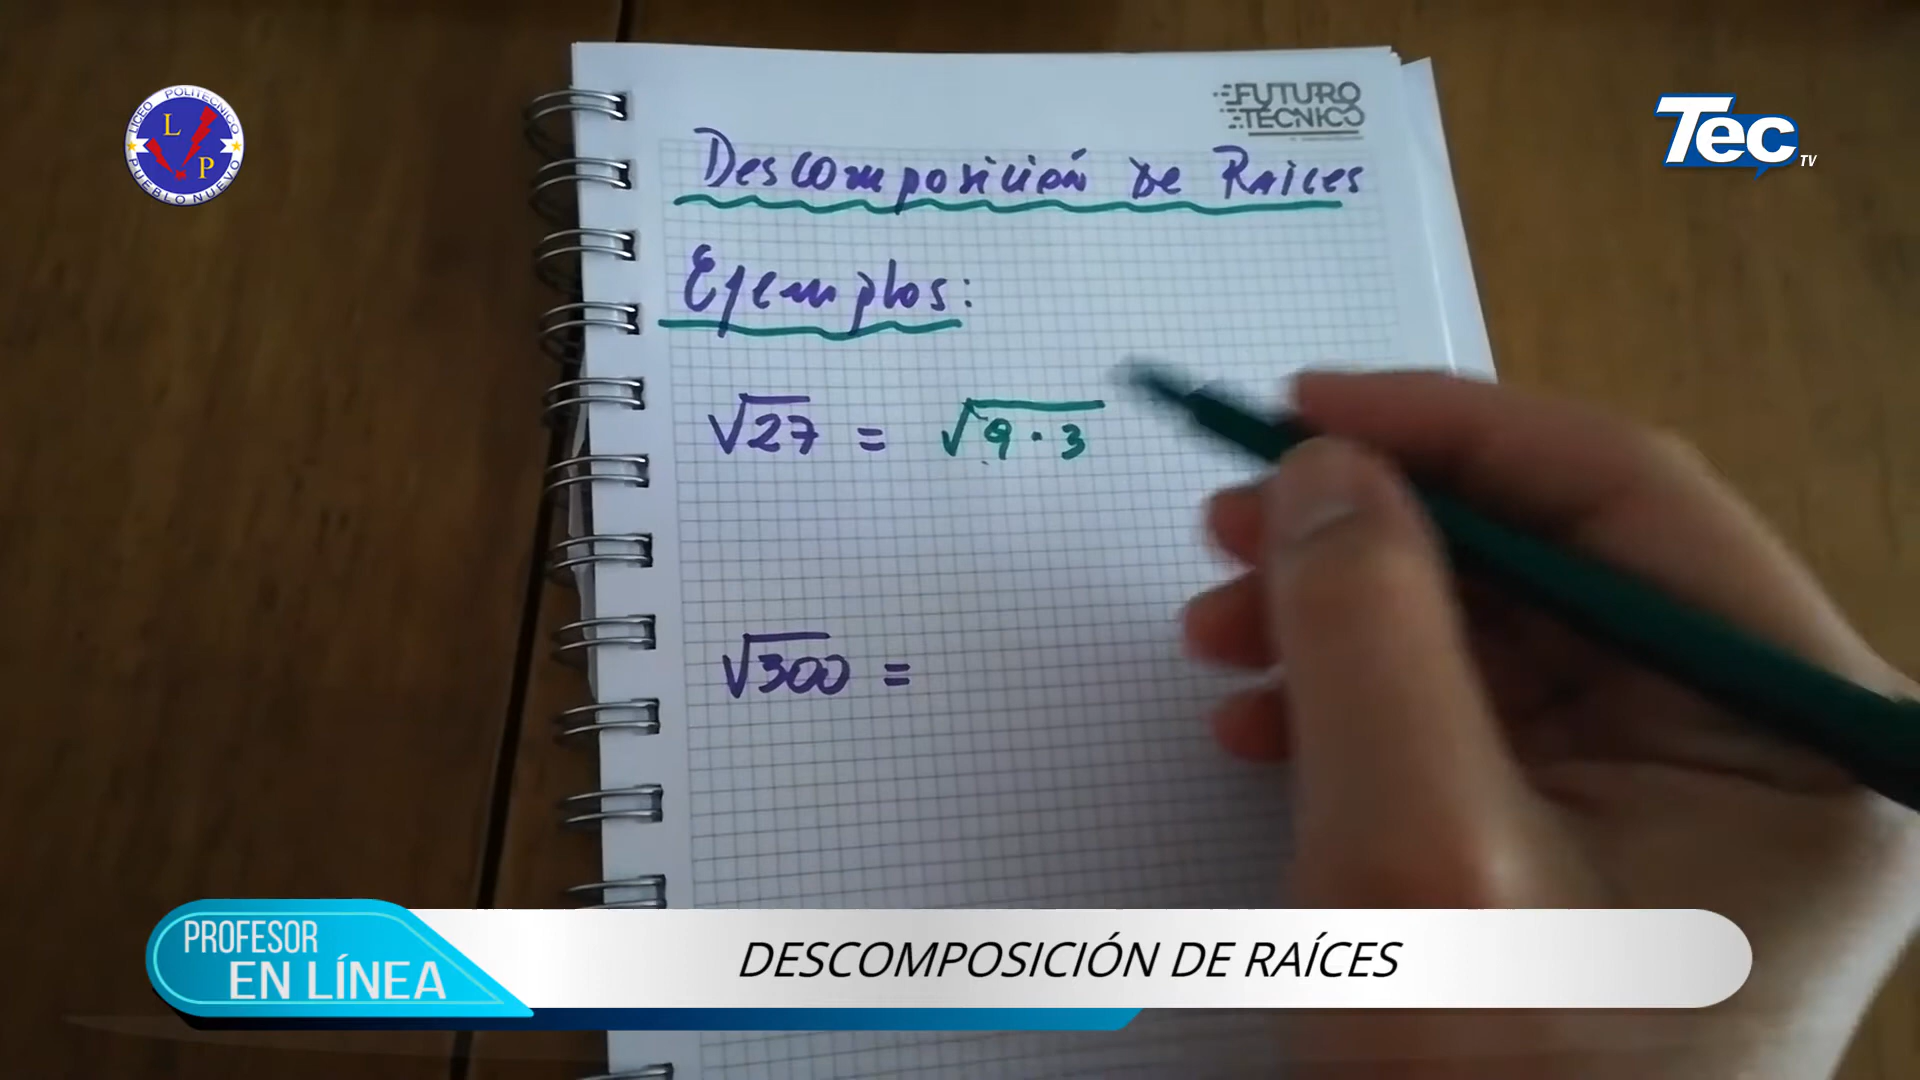 LICEO POLITÉCNICO
L P
PUEBLO NUEVO
FUTURO
TÉCNICO
Tec TV
Descomposición De Raíces
Ejemplos:
√27 = √9 · 3
√300 =
PROFESOR
EN LÍNEA
DESCOMPOSICIÓN DE RAÍCES